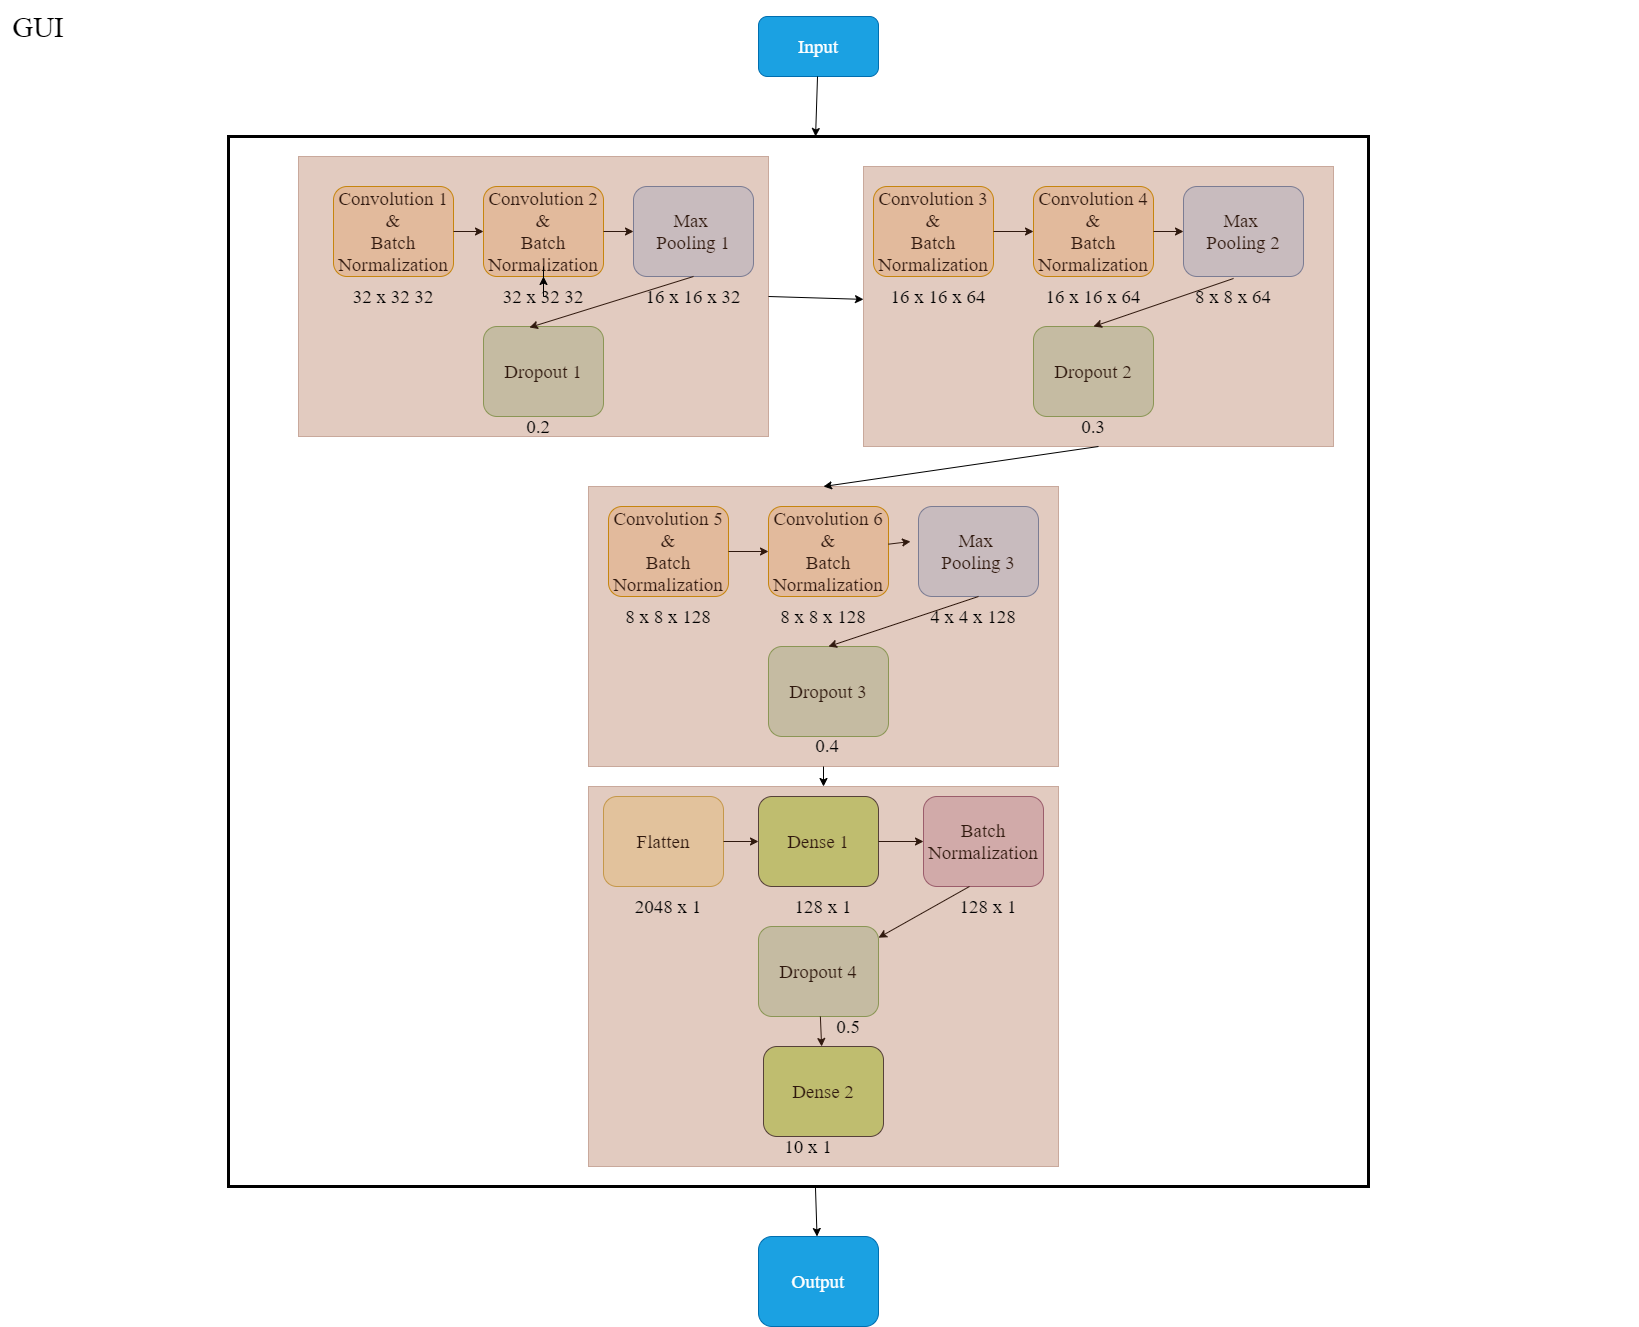 GUI
Input
Convolution 1
&
Batch
Normalization
32 x 32 32
Convolution 2
&
Batch
Normalization
32 x 32 32
Max
Pooling 1
16 x 16 x 32
Dropout 1
0.2
Convolution 3
&
Batch
Normalization
16 x 16 x 64
Convolution 4
&
Batch
Normalization
16 x 16 x 64
Max
Pooling 2
8 x 8 x 64
Dropout 2
0.3
Convolution 5
&
Batch
Normalization
8 x 8 x 128
Convolution 6
&
Batch
Normalization
8 x 8 x 128
Max
Pooling 3
4 x 4 x 128
Dropout 3
0.4
Flatten
2048 x 1
Dense 1
128 x 1
Batch
Normalization
128 x 1
Dropout 4
0.5
Dense 2
10 x 1
Output